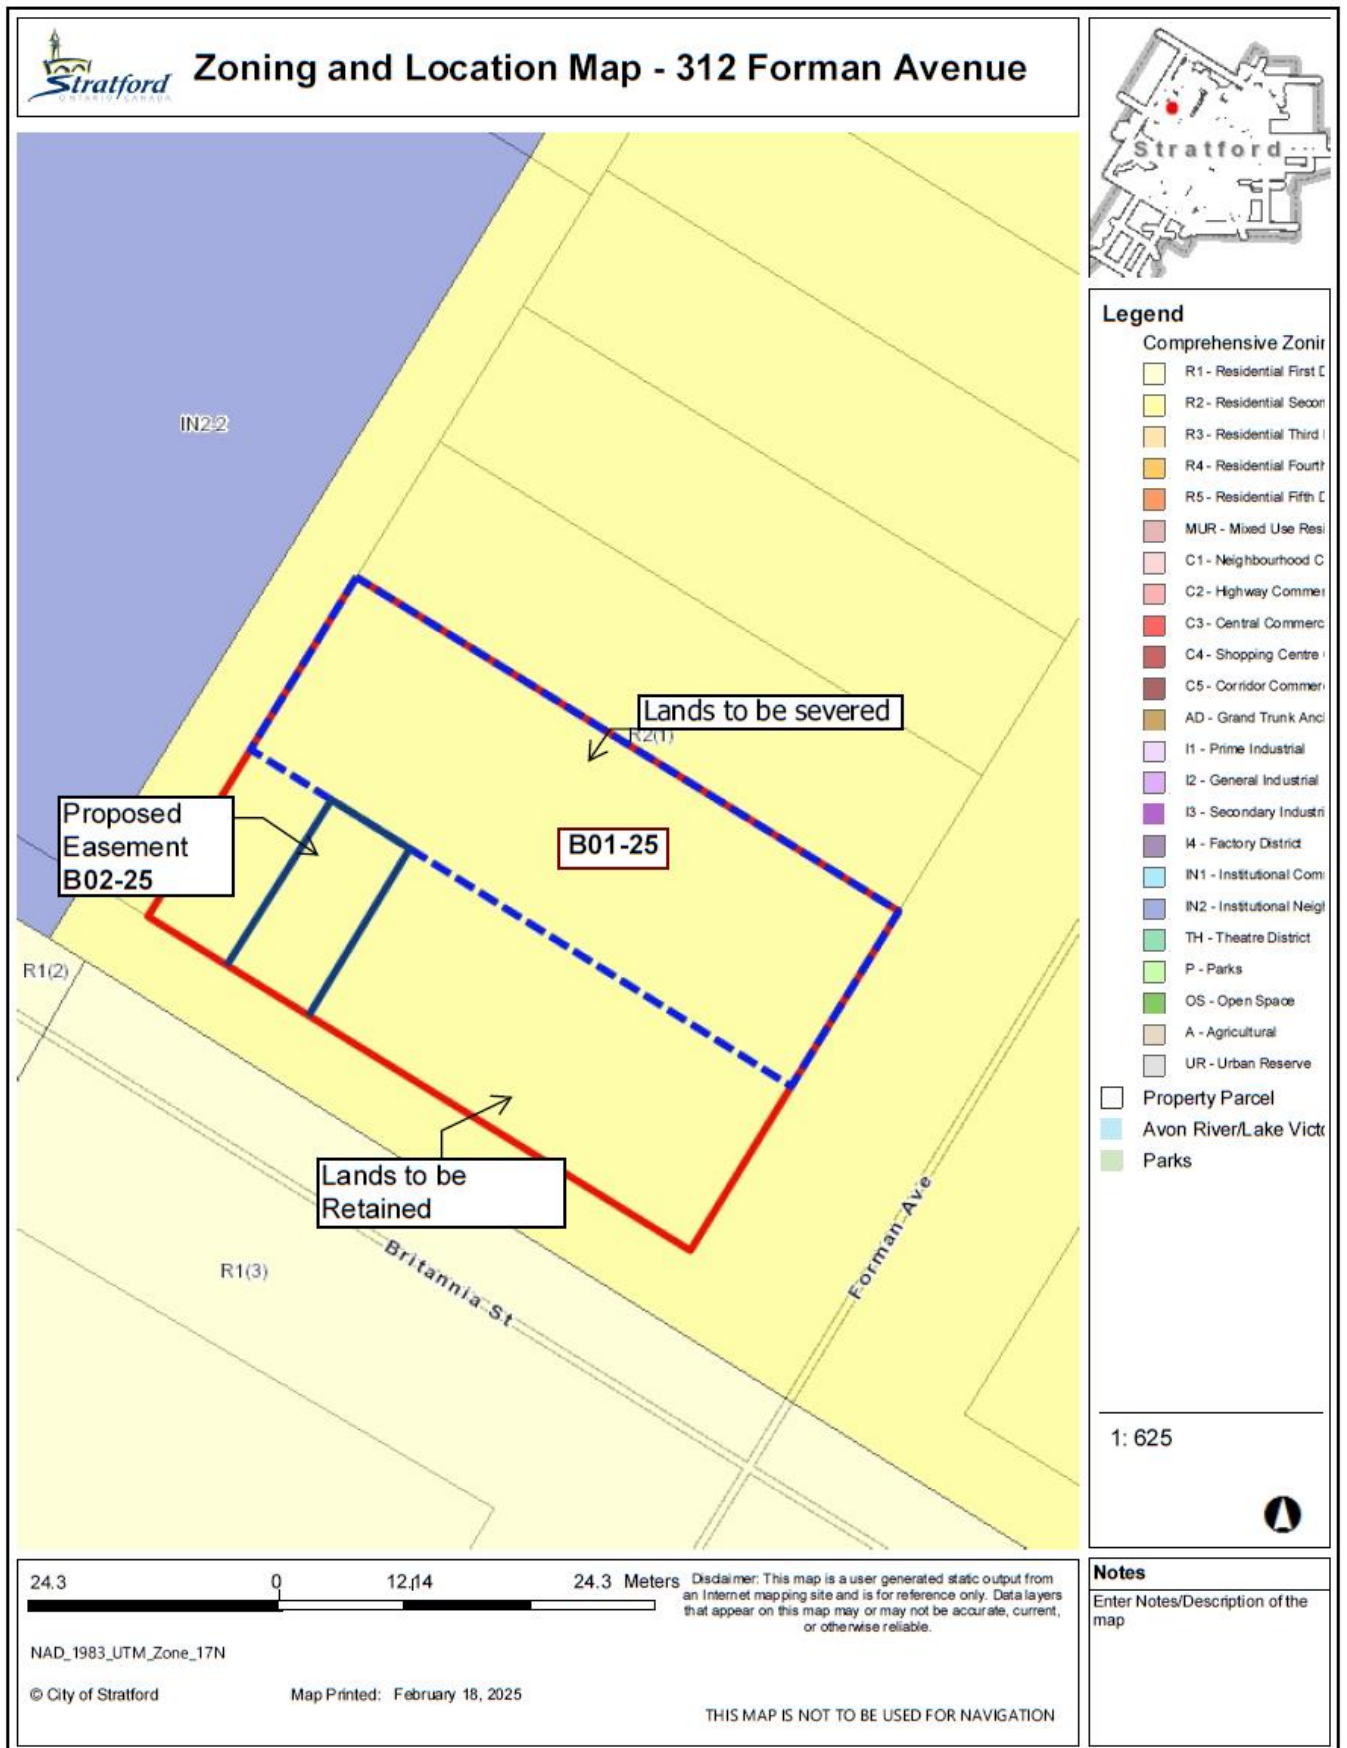 Stratford
ONTARIO CANADA
Zoning and Location Map - 312 Forman Avenue
Stratford
IN2-2
Lands to be severed
R2(1)
Proposed
Easement
B02-25
B01-25
R1(2)
Lands to be
Retained
R1(3)
Britannia St
Forman Ave
Legend
Comprehensive Zonin
R1 - Residential First D
R2 - Residential Secon
R3 - Residential Third
R4 - Residential Fourth
R5 - Residential Fifth D
MUR - Mixed Use Resi
C1 - Neighbourhood C
C2 - Highway Commer
C3 - Central Commerc
C4 - Shopping Centre
C5 - Corridor Commer
AD - Grand Trunk Anc
I1 - Prime Industrial
I2 - General Industrial
I3 - Secondary Industri
I4 - Factory District
IN1 - Institutional Com
IN2 - Institutional Neigh
TH - Theatre District
P - Parks
OS - Open Space
A - Agricultural
UR - Urban Reserve
Property Parcel
Avon River/Lake Victo
Parks
1: 625
24.3 0 12.14 24.3 Meters
Disclaimer: This map is a user generated static output from
an Internet mapping site and is for reference only. Data layers
that appear on this map may or may not be accurate, current,
or otherwise reliable.
NAD_1983_UTM_Zone_17N
© City of Stratford
Map Printed: February 18, 2025
THIS MAP IS NOT TO BE USED FOR NAVIGATION
Notes
Enter Notes/Description of the
map